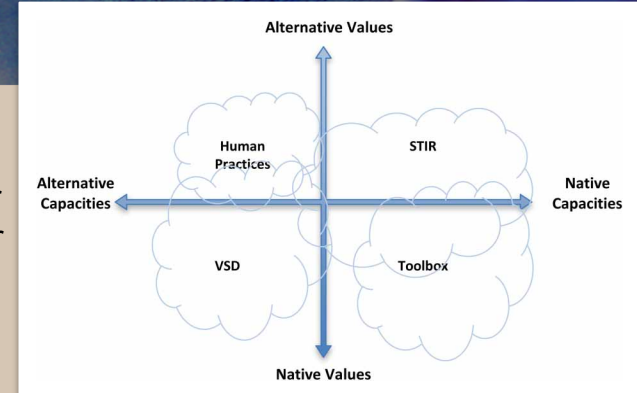 Alternative Values
Human
Practices
STIR
Alternative
Capacities
Native
Capacities
VSD
Toolbox
Native Values